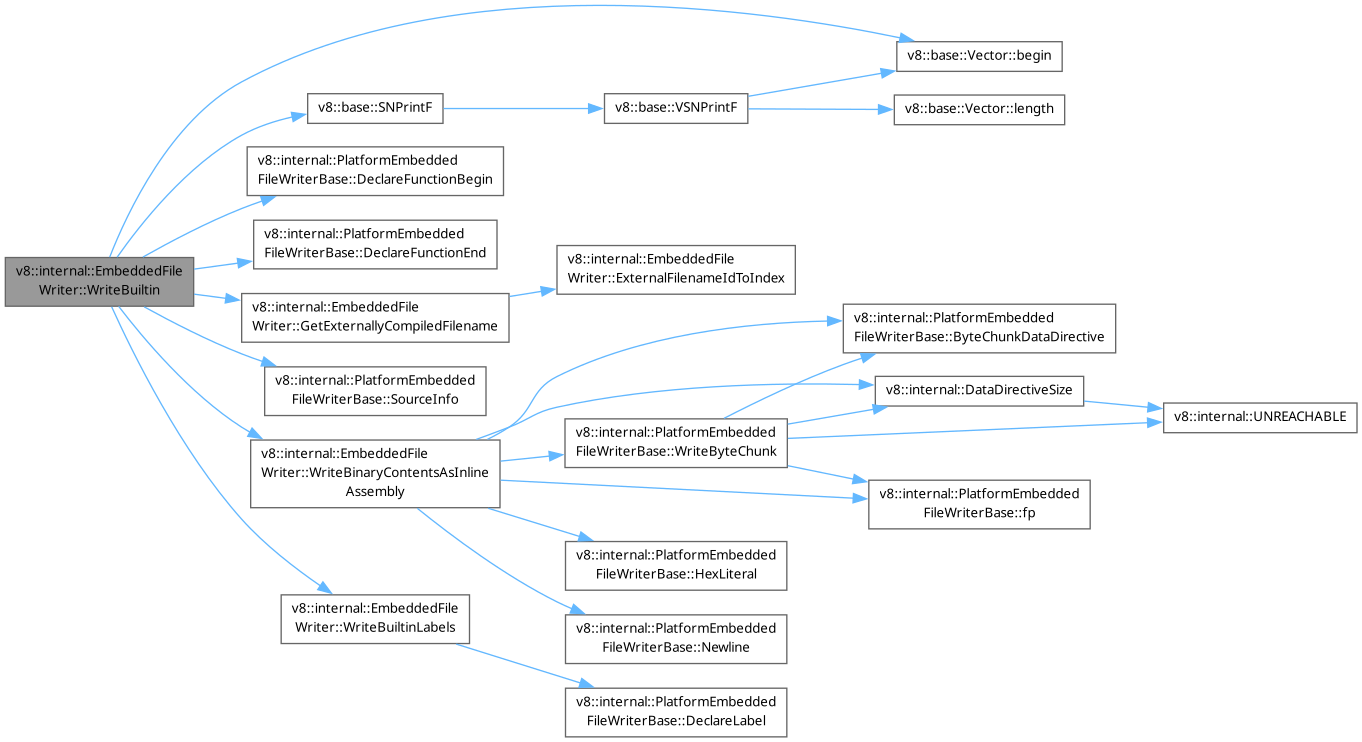 v8::base::Vector::begin
v8::base::SNPrintF
v8::base::VSNPrintF
v8::base::Vector::length
v8::internal::PlatformEmbedded
FileWriterBase::DeclareFunctionBegin
v8::internal::PlatformEmbedded
FileWriterBase::DeclareFunctionEnd
v8::internal::EmbeddedFile
Writer::ExternalFilenameIdToIndex
v8::internal::EmbeddedFile
Writer::WriteBuiltin
v8::internal::EmbeddedFile
Writer::GetExternallyCompiledFilename
v8::internal::PlatformEmbedded
FileWriterBase::ByteChunkDataDirective
v8::internal::PlatformEmbedded
FileWriterBase::SourceInfo
v8::internal::DataDirectiveSize
v8::internal::UNREACHABLE
v8::internal::PlatformEmbedded
FileWriterBase::WriteByteChunk
v8::internal::EmbeddedFile
Writer::WriteBinaryContentsAsInline
Assembly
v8::internal::PlatformEmbedded
FileWriterBase::fp
v8::internal::PlatformEmbedded
FileWriterBase::HexLiteral
v8::internal::EmbeddedFile
Writer::WriteBuiltinLabels
v8::internal::PlatformEmbedded
FileWriterBase::Newline
v8::internal::PlatformEmbedded
FileWriterBase::DeclareLabel